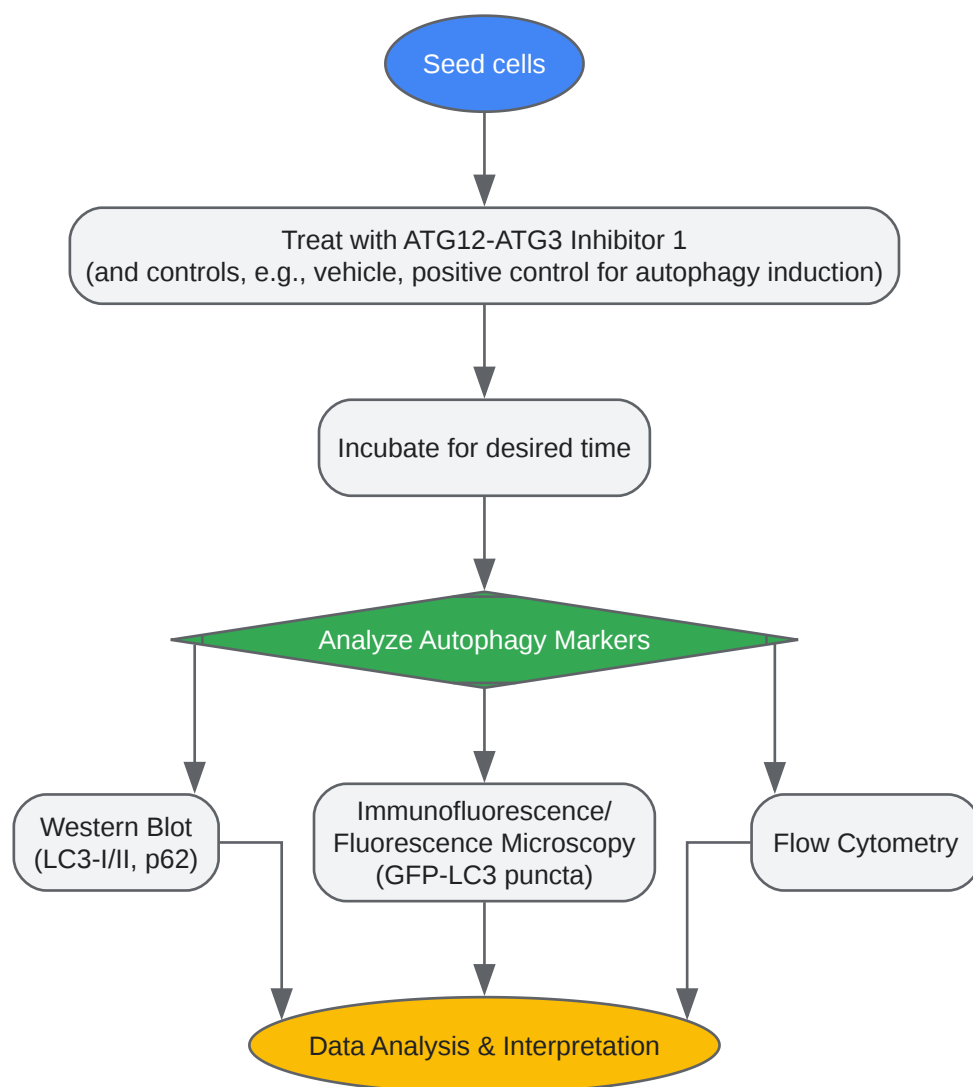 Seed cells
Treat with ATG12-ATG3 Inhibitor 1
(and controls, e.g., vehicle, positive control for autophagy induction)
Incubate for desired time
Analyze Autophagy Markers
Western Blot
(LC3-I/II, p62)
Immunofluorescence/
Fluorescence Microscopy
(GFP-LC3 puncta)
Flow Cytometry
Data Analysis & Interpretation